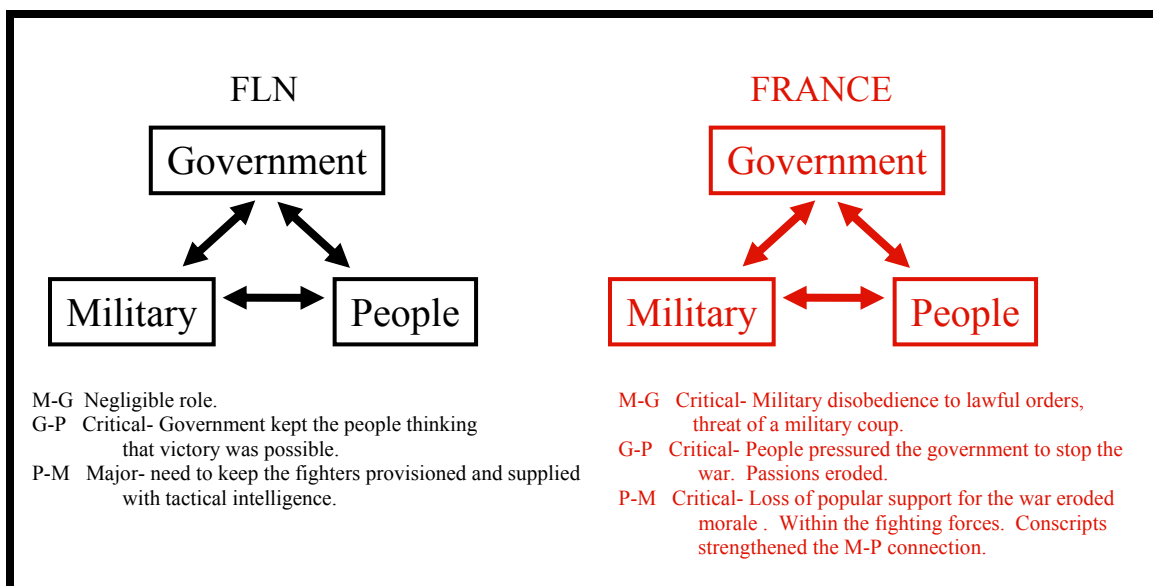 FLN
Government
Military
People
M-G Negligible role.
G-P Critical- Government kept the people thinking
that victory was possible.
P-M Major- need to keep the fighters provisioned and supplied
with tactical intelligence.
FRANCE
Government
Military
People
M-G Critical- Military disobedience to lawful orders,
threat of a military coup.
G-P Critical- People pressured the government to stop the
war. Passions eroded.
P-M Critical- Loss of popular support for the war eroded
morale . Within the fighting forces. Conscripts
strengthened the M-P connection.